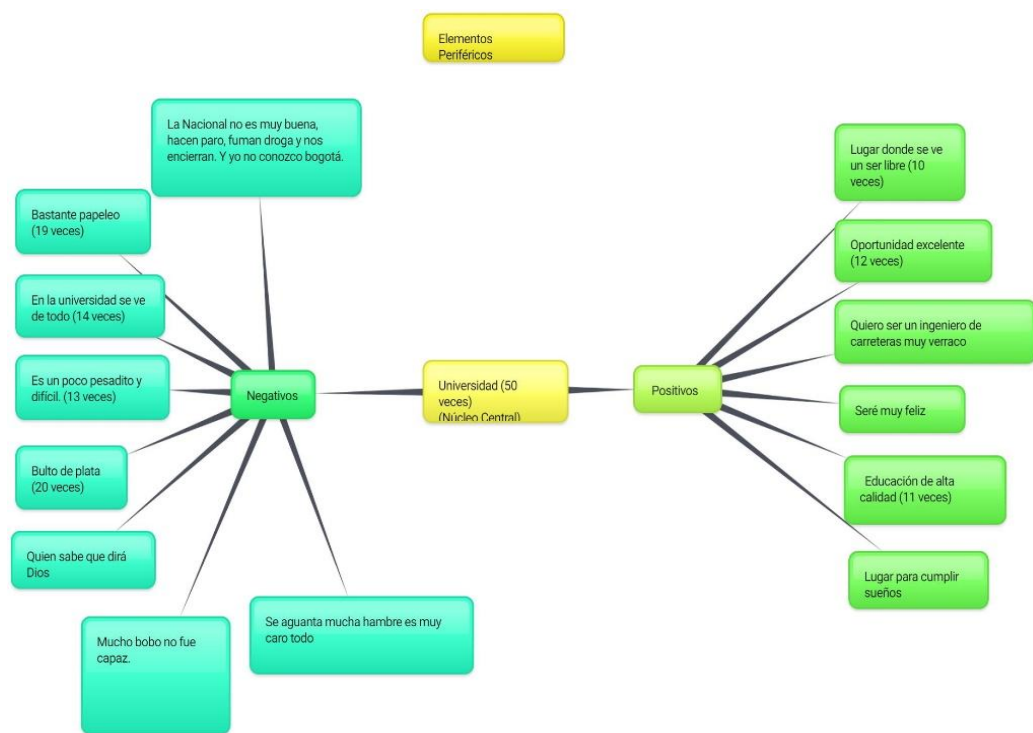 Elementos
Periféricos
La Nacional no es muy buena,
hacen paro, fuman droga y nos
encierran. Y yo no conozco bogotá.
Bastante papeleo
(19 veces)
En la universidad se ve
de todo (14 veces)
Es un poco pesadito y
difícil. (13 veces)
Bulto de plata
(20 veces)
Quien sabe que dirá
Dios
Mucho bobo no fue
capaz.
Se aguanta mucha hambre es muy
caro todo
Negativos
Universidad (50
veces)
(Núcleo Central)
Positivos
Lugar donde se ve
un ser libre (10
veces)
Oportunidad excelente
(12 veces)
Quiero ser un ingeniero de
carreteras muy verraco
Seré muy feliz
Educación de alta
calidad (11 veces)
Lugar para cumplir
sueños